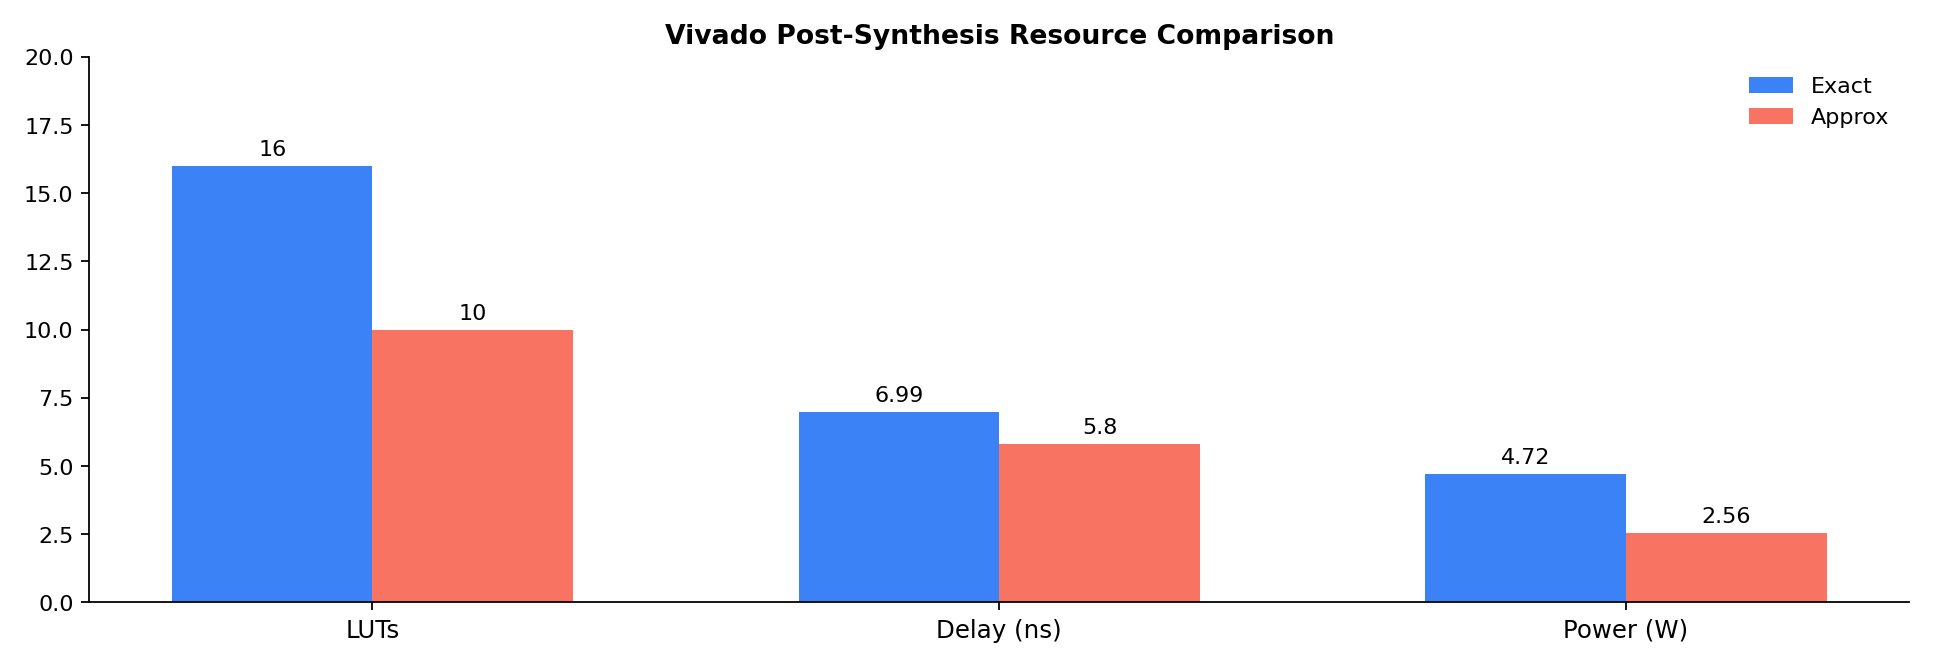 Vivado Post-Synthesis Resource Comparison
20.0
17.5
15.0
12.5
10.0
7.5
5.0
2.5
0.0
Exact
Approx
16
10
6.99
5.8
4.72
2.56
LUTs
Delay (ns)
Power (W)